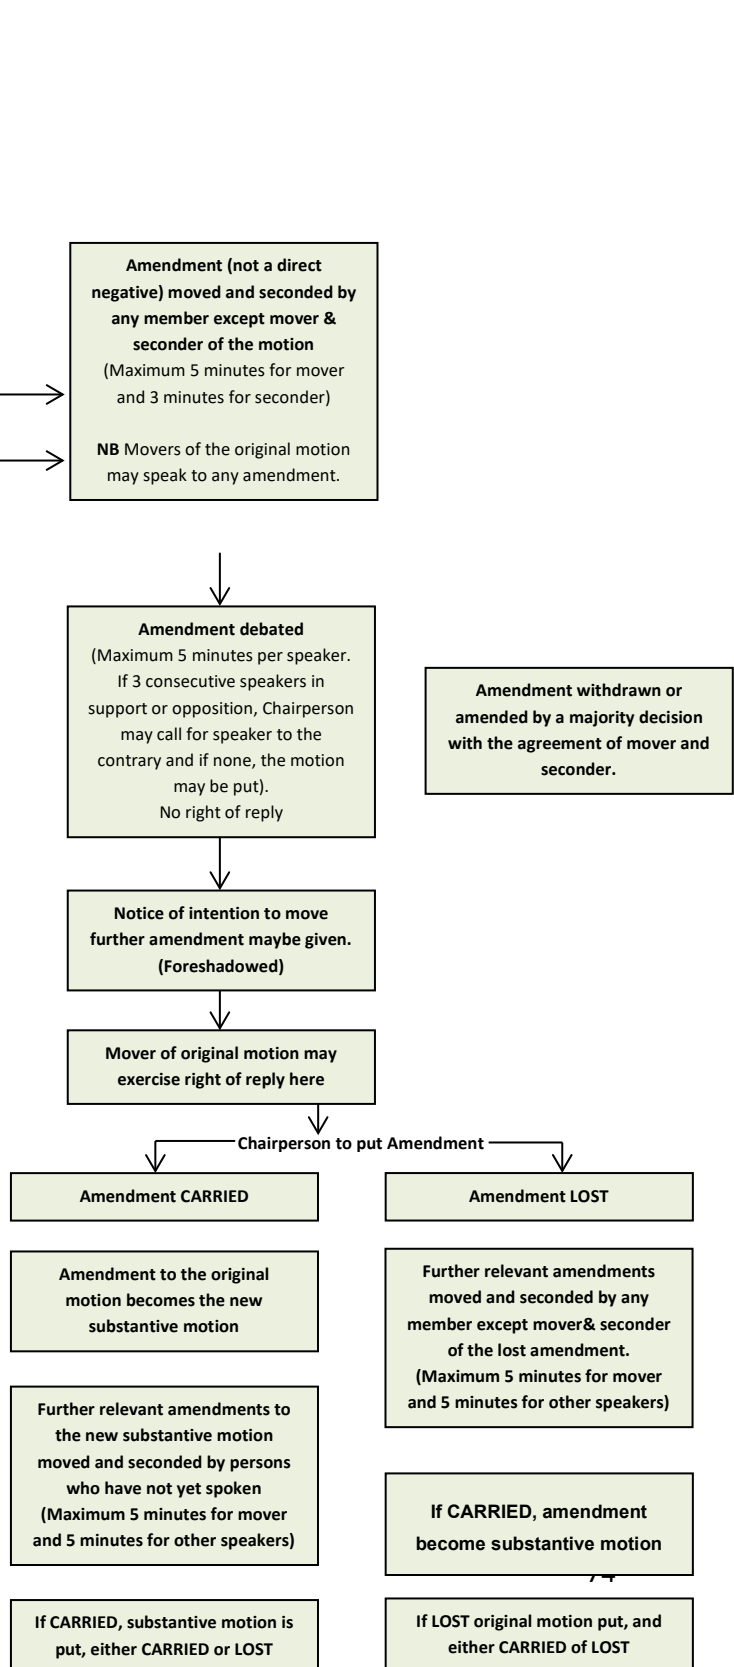 Amendment (not a direct
negative) moved and seconded by
any member except mover &
seconder of the motion
(Maximum 5 minutes for mover
and 3 minutes for seconder)
NB Movers of the original motion
may speak to any amendment.
Amendment debated
(Maximum 5 minutes per speaker.
If 3 consecutive speakers in
support or opposition, Chairperson
may call for speaker to the
contrary and if none, the motion
may be put).
No right of reply
Amendment withdrawn or
amended by a majority decision
with the agreement of mover and
seconder.
Notice of intention to move
further amendment maybe given.
(Foreshadowed)
Mover of original motion may
exercise right of reply here
Chairperson to put Amendment
Amendment CARRIED
Amendment to the original
motion becomes the new
substantive motion
Further relevant amendments to
the new substantive motion
moved and seconded by persons
who have not yet spoken
(Maximum 5 minutes for mover
and 5 minutes for other speakers)
If CARRIED, substantive motion is
put, either CARRIED or LOST
Amendment LOST
Further relevant amendments
moved and seconded by any
member except mover& seconder
of the lost amendment.
(Maximum 5 minutes for mover
and 5 minutes for other speakers)
If CARRIED, amendment
become substantive motion
If LOST original motion put, and
either CARRIED of LOST